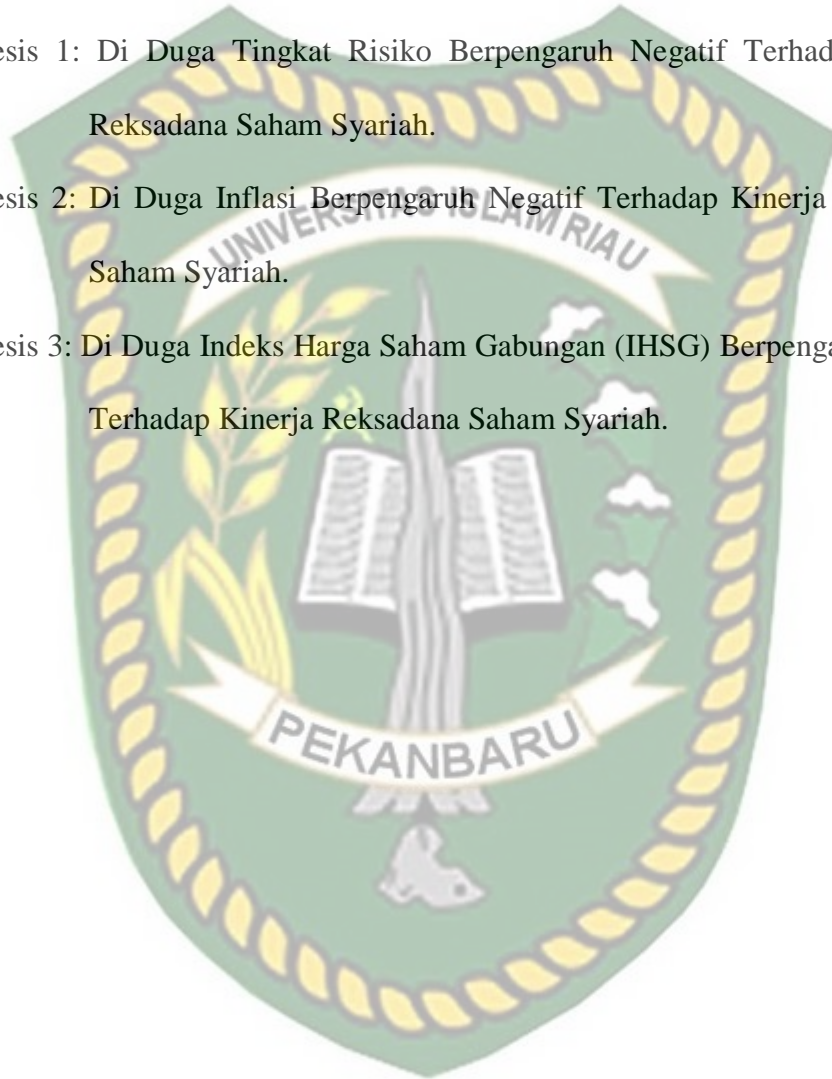 esis 1: Di Duga Tingkat Risiko Berpengaruh Negatif Terhad
Reksadana Saham Syariah.
esis 2: Di Duga Inflasi Berpengaruh Negatif Terhadap Kinerja
Saham Syariah.
esis 3: Di Duga Indeks Harga Saham Gabungan (IHSG) Berpenga
Terhadap Kinerja Reksadana Saham Syariah.
UNIVERSITAS ISLAM RIAU
PEKANBARU